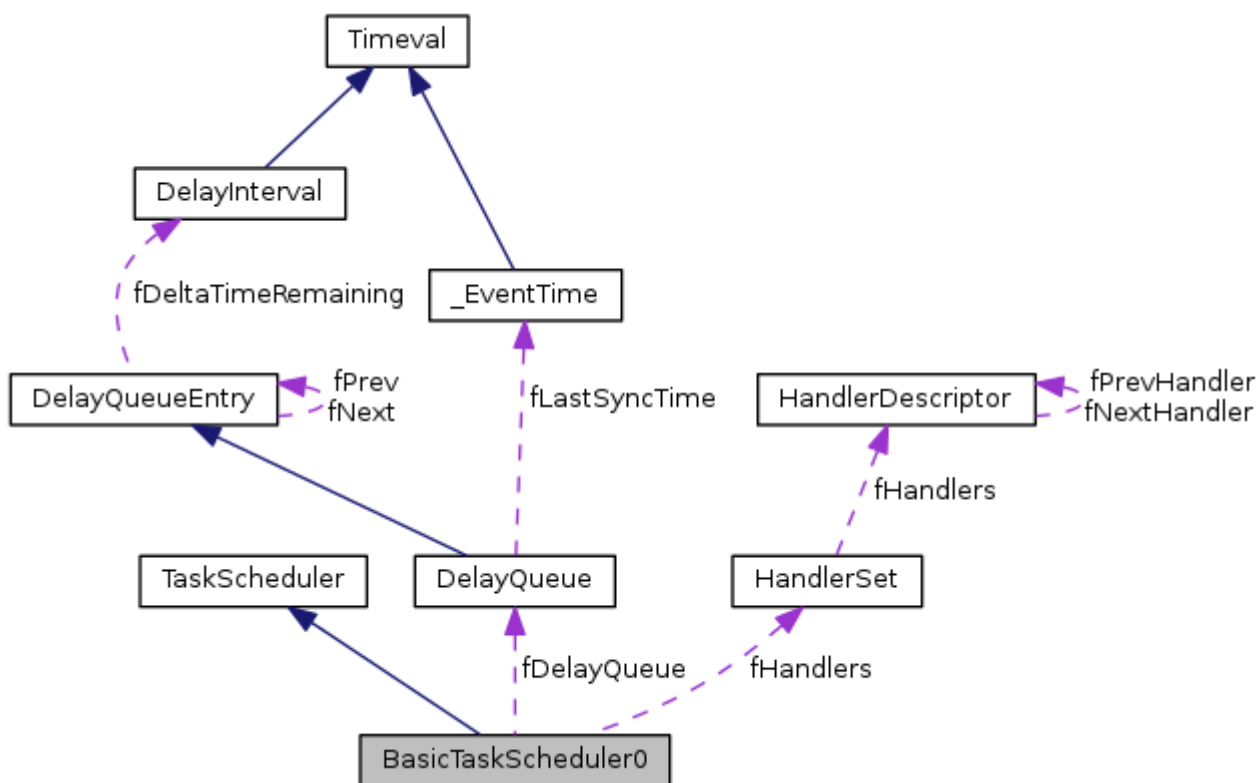 Timeval
DelayInterval
_EventTime
fDeltaTimeRemaining
DelayQueueEntry
fPrev
fNext
fLastSyncTime
HandlerDescriptor
fPrevHandler
fNextHandler
fHandlers
TaskScheduler
DelayQueue
HandlerSet
fDelayQueue
fHandlers
BasicTaskScheduler0